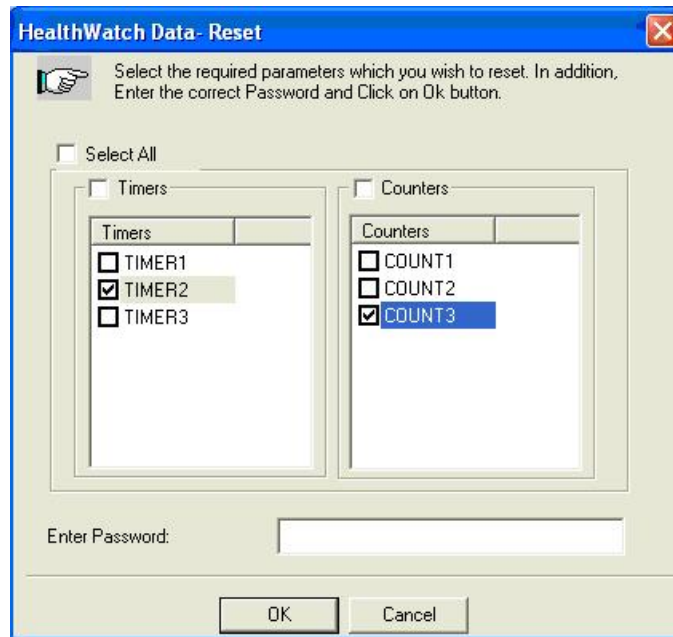 HealthWatch Data- Reset
Select the required parameters which you wish to reset. In addition,
Enter the correct Password and Click on Ok button.
Select All
Timers
Timers
TIMER1
TIMER2
TIMER3
Counters
Counters
COUNT1
COUNT2
COUNT3
Enter Password:
OK
Cancel